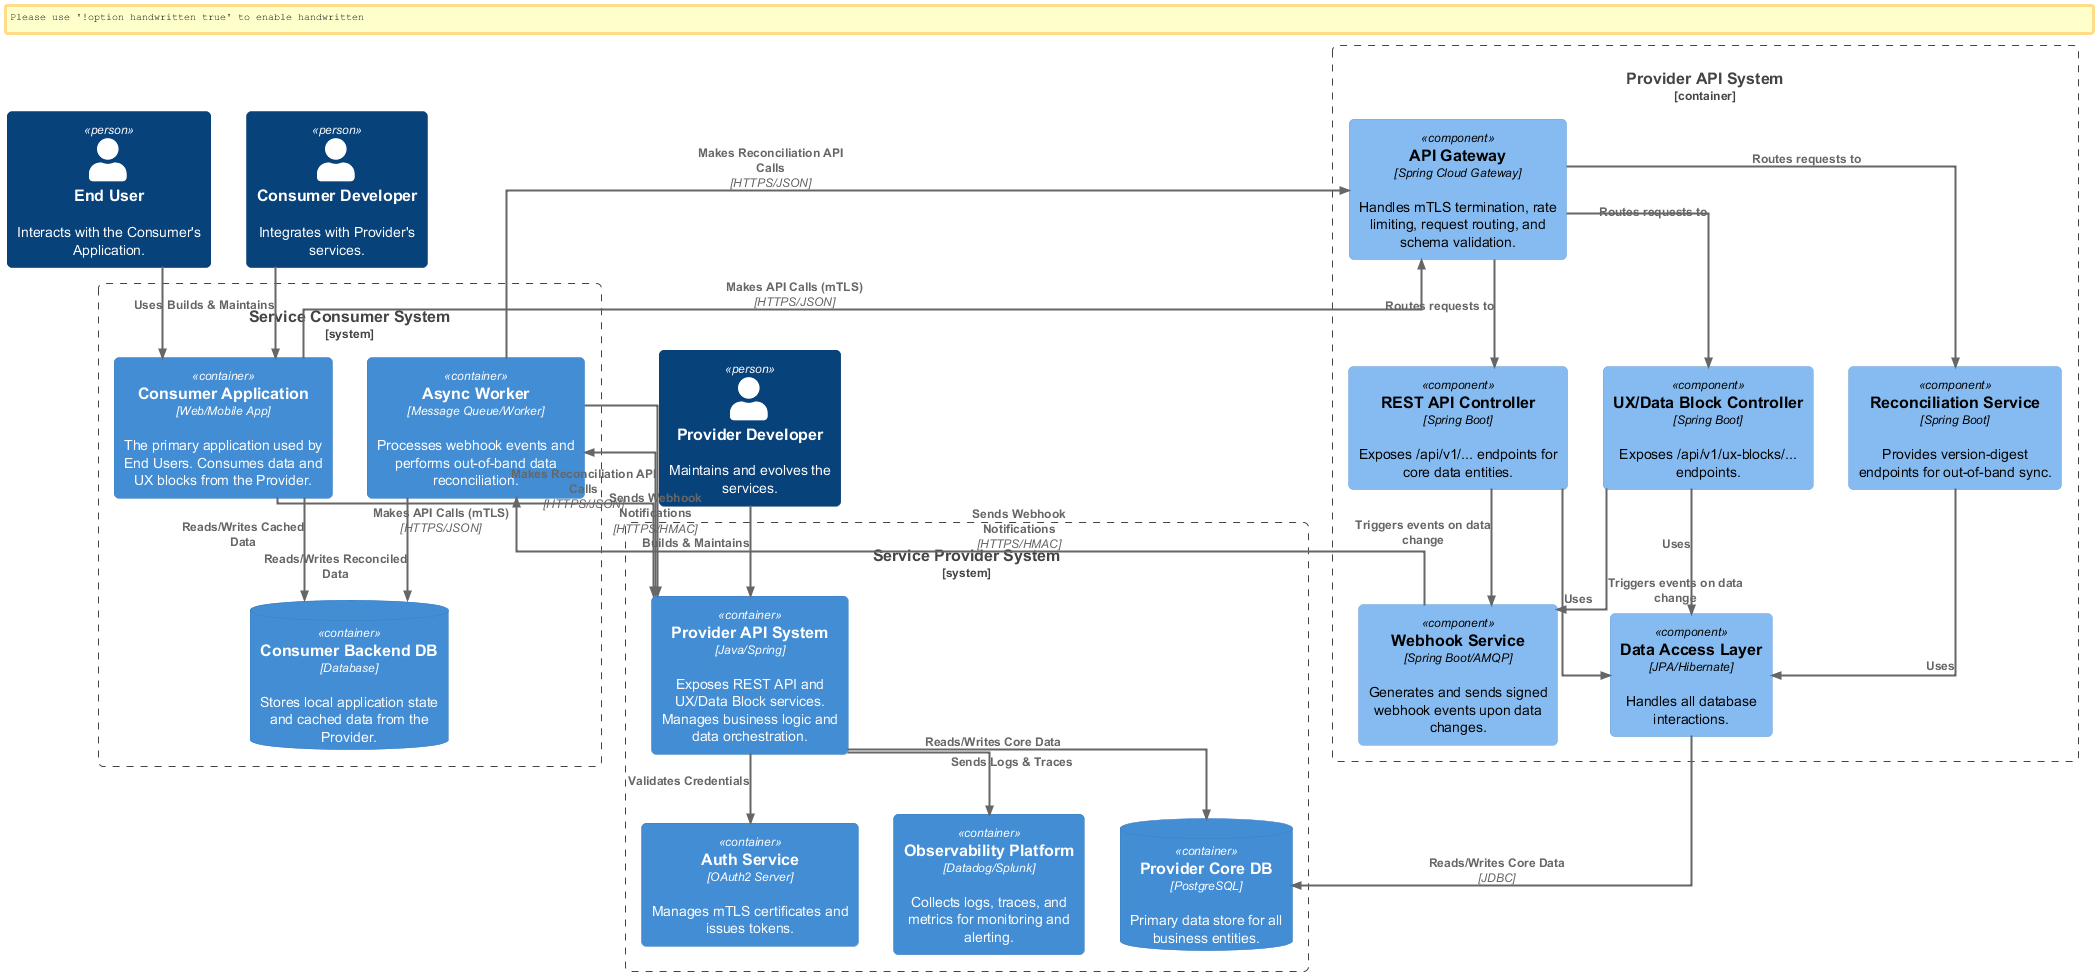 Please use "!option handwritten true" to enable handwritten
Provider API System
[container]
«person»
End User
Interacts with the Consumer's
Application.
«person»
Consumer Developer
Integrates with Provider's
services.
Makes Reconciliation API
Calls
[HTTPS/JSON]
«component»
API Gateway
[Spring Cloud Gateway]
Handles mTLS termination, rate
limiting, request routing, and
schema validation.
Routes requests to
Routes requests to
Routes requests to
Uses
Builds & Maintains
Makes API Calls (mTLS)
[HTTPS/JSON]
Service Consumer System
[system]
«container»
Consumer Application
[Web/Mobile App]
The primary application used by
End Users. Consumes data and
UX blocks from the Provider.
«container»
Async Worker
[Message Queue/Worker]
Processes webhook events and
performs out-of-band data
reconciliation.
«person»
Provider Developer
Maintains and evolves the
services.
«component»
REST API Controller
[Spring Boot]
Exposes /api/v1/... endpoints for
core data entities.
«component»
UX/Data Block Controller
[Spring Boot]
Exposes /api/v1/ux-blocks/...
endpoints.
«component»
Reconciliation Service
[Spring Boot]
Provides version-digest
endpoints for out-of-band sync.
Makes Reconciliation API
Calls
[HTTPS/JSON]
Sends Webhook
Notifications
[HTTPS/HMAC]
Makes API Calls (mTLS)
[HTTPS/JSON]
Reads/Writes Cached
Data
Reads/Writes Reconciled
Data
Builds & Maintains
Sends Webhook
Notifications
[HTTPS/HMAC]
Service Provider System
[system]
Triggers events on data
change
Uses
Uses
Triggers events on data
change
Uses
«container»
Consumer Backend DB
[Database]
Stores local application state
and cached data from the
Provider.
«container»
Provider API System
[Java/Spring]
Exposes REST API and
UX/Data Block services.
Manages business logic and
data orchestration.
«component»
Webhook Service
[Spring Boot/AMQP]
Generates and sends signed
webhook events upon data
changes.
«component»
Data Access Layer
[JPA/Hibernate]
Handles all database
interactions.
Reads/Writes Core Data
Sends Logs & Traces
Validates Credentials
«container»
Auth Service
[OAuth2 Server]
Manages mTLS certificates and
issues tokens.
«container»
Observability Platform
[Datadog/Splunk]
Collects logs, traces, and
metrics for monitoring and
alerting.
«container»
Provider Core DB
[PostgreSQL]
Primary data store for all
business entities.
Reads/Writes Core Data
[JDBC]